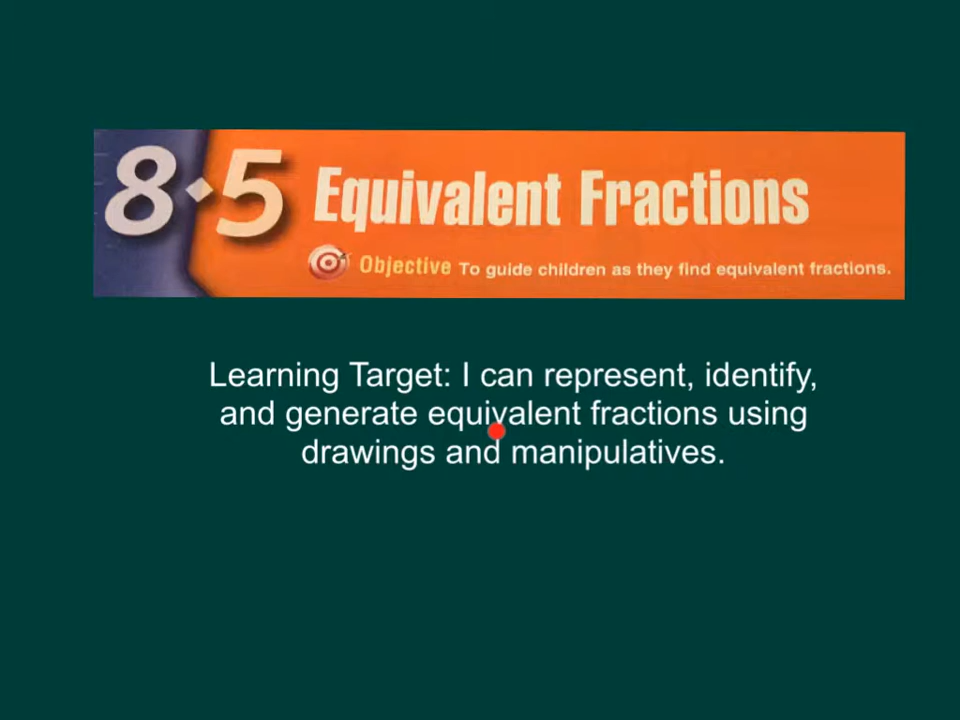 8·5 Equivalent Fractions
Objective To guide children as they find equivalent fractions.
Learning Target: I can represent, identify,
and generate equivalent fractions using
drawings and manipulatives.